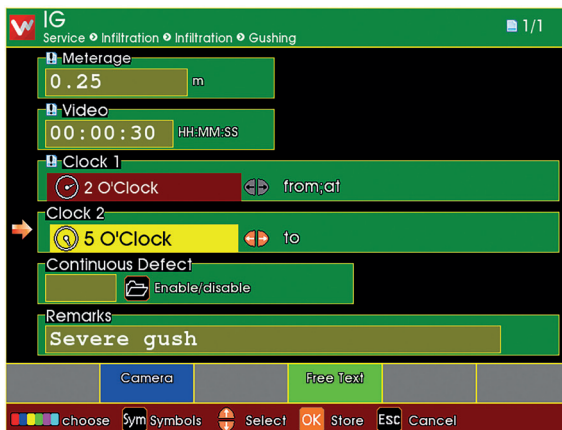 IG
1/1
Service Infiltration Infiltration Gushing
Meterage
0.25 m
Video
00:00:30 HH:MM:SS
Clock 1
2 O'Clock from;at
Clock 2
5 O'Clock to
Continuous Defect
Enable/disable
Remarks
Severe gush
Camera Free Text
choose Sym Symbols Select OK Store Esc Cancel